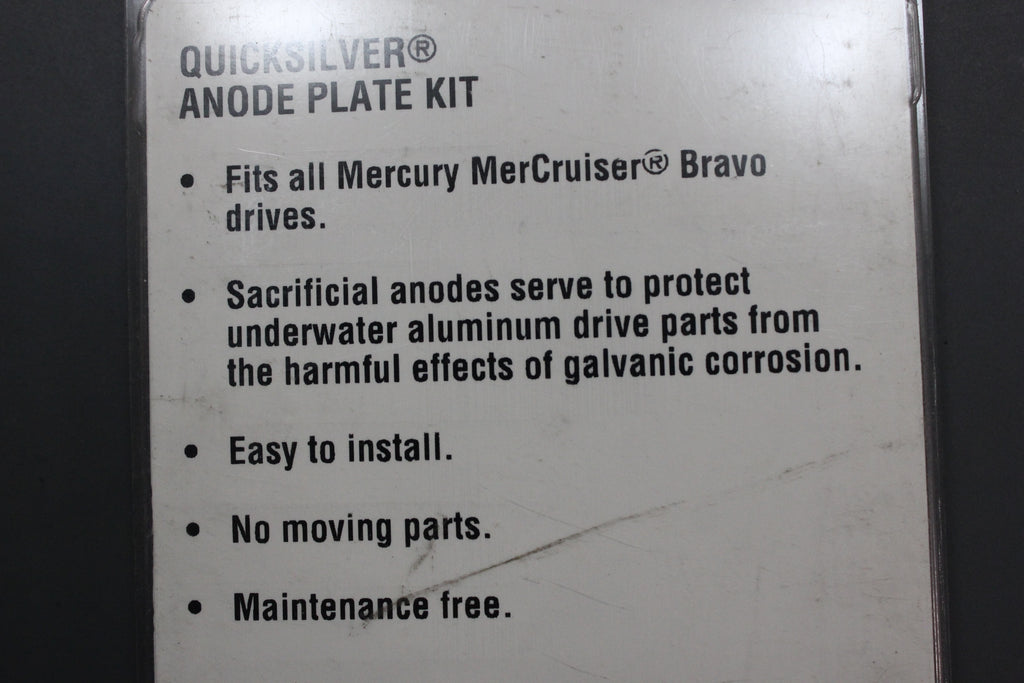 QUICKSILVER®
ANODE PLATE KIT
• Fits all Mercury MerCruiser® Bravo
drives.
• Sacrificial anodes serve to protect
underwater aluminum drive parts from
the harmful effects of galvanic corrosion.
• Easy to install.
• No moving parts.
• Maintenance free.